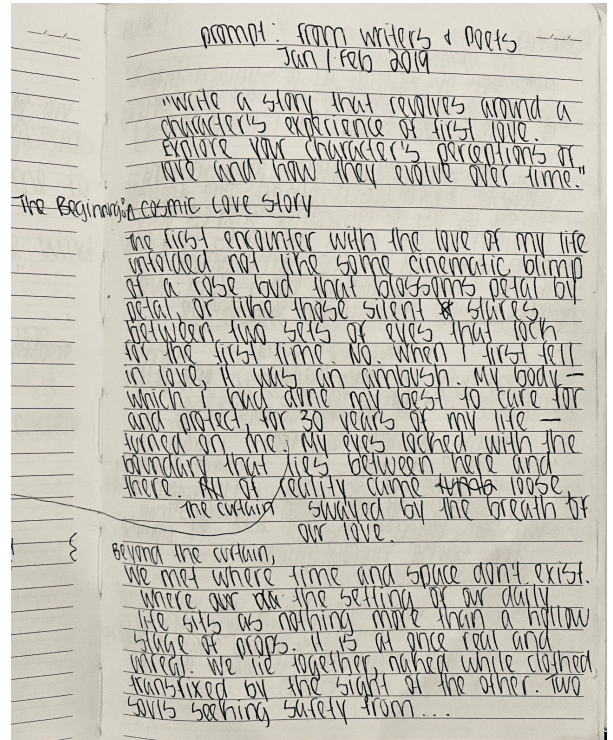 prompt: from writers & poets
Jan / Feb 2019
"Write a story that revolves around a
character's experience of first love.
Explore your character's perceptions of
love and how they evolve over time."
The Beginning: A cosmic love story
The first encounter with the love of my life
unfolded not like some cinematic blimp
of a rose bud that blossoms petal by
petal, or like those silent stares
between two sets of eyes that lock
for the first time. No. When I first fell
in love, it was an ambush. My body—
which I had done my best to care for
and protect, for 30 years of my life —
turned on me. My eyes locked with the
boundary that lies between here and
there. All of reality came loose
The curtain swayed by the breath of
our love.
Beyond the curtain,
We met where time and space don't exist.
Where our the setting of our daily
life sits as nothing more than a hollow
stage of props. It is at once real and
unreal. We lie together, naked while clothed,
transfixed by the sight of the other. Two
souls seeking safety from...